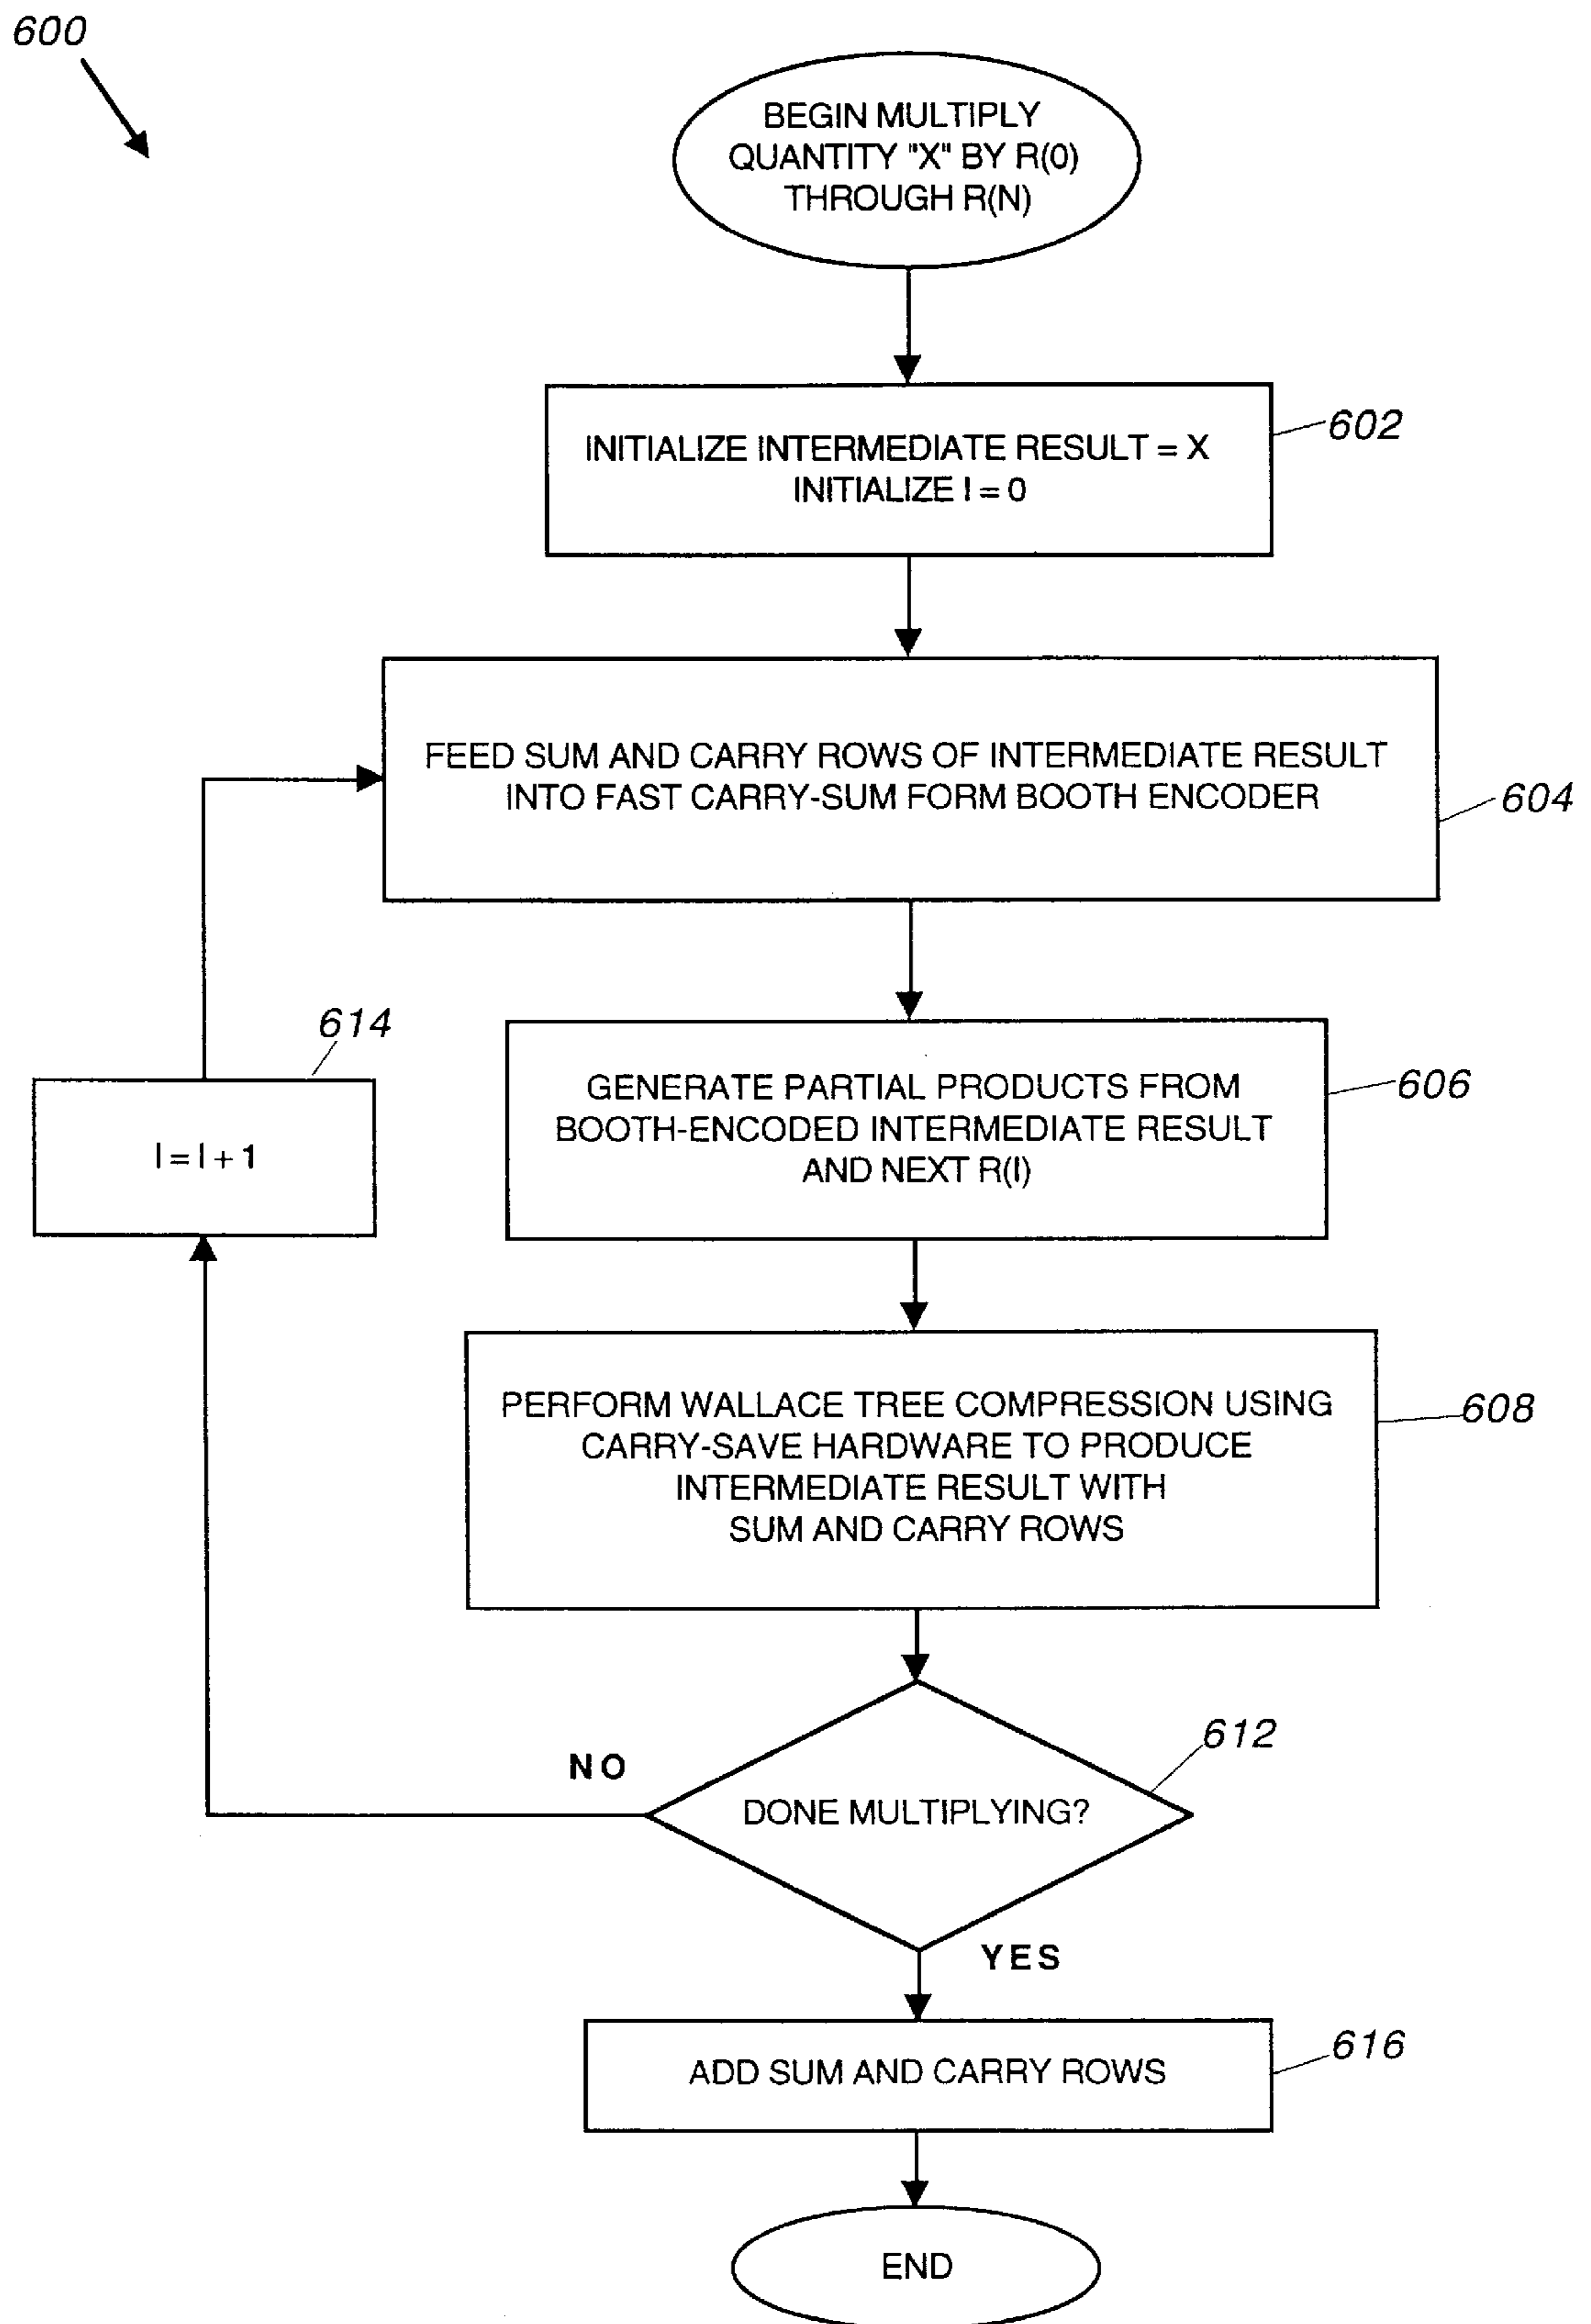 600
BEGIN MULTIPLY
QUANTITY "X" BY R(0)
THROUGH R(N)
INITIALIZE INTERMEDIATE RESULT = X
INITIALIZE I = 0
602
FEED SUM AND CARRY ROWS OF INTERMEDIATE RESULT
INTO FAST CARRY-SUM FORM BOOTH ENCODER
604
614
I = I + 1
GENERATE PARTIAL PRODUCTS FROM
BOOTH-ENCODED INTERMEDIATE RESULT
AND NEXT R(I)
606
PERFORM WALLACE TREE COMPRESSION USING
CARRY-SAVE HARDWARE TO PRODUCE
INTERMEDIATE RESULT WITH
SUM AND CARRY ROWS
608
612
NO
DONE MULTIPLYING?
YES
ADD SUM AND CARRY ROWS
616
END